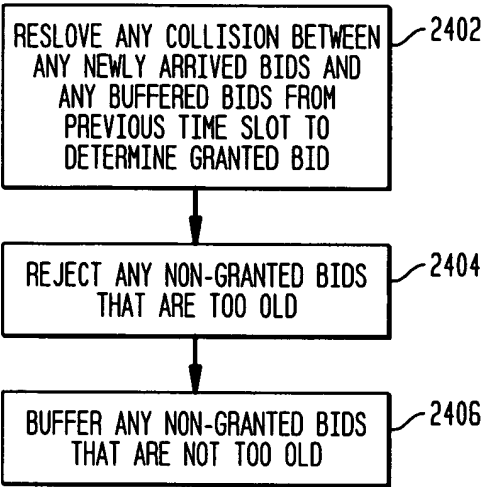 RESLOVE ANY COLLISION BETWEEN
ANY NEWLY ARRIVED BIDS AND
ANY BUFFERED BIDS FROM
PREVIOUS TIME SLOT TO
DETERMINE GRANTED BID
2402
REJECT ANY NON-GRANTED BIDS
THAT ARE TOO OLD
2404
BUFFER ANY NON-GRANTED BIDS
THAT ARE NOT TOO OLD
2406